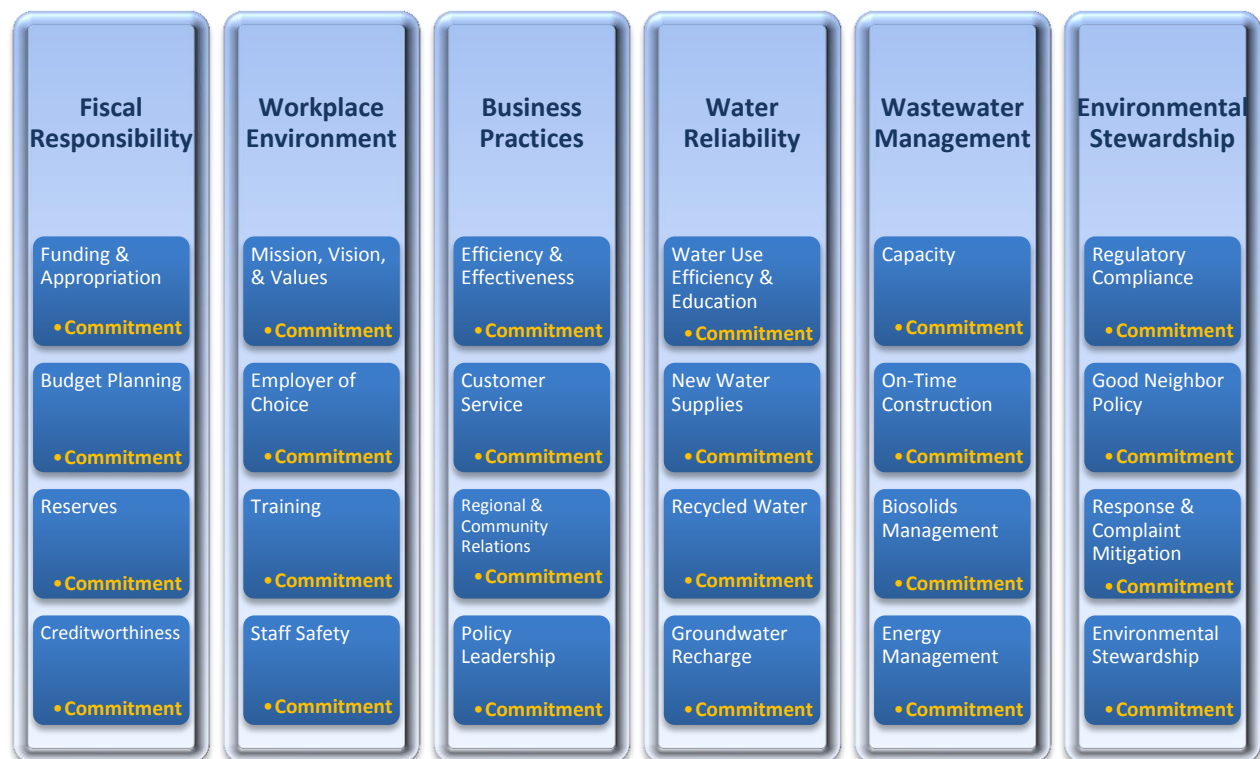 Fiscal
Responsibility
Funding &
Appropriation
•Commitment
Budget Planning
•Commitment
Reserves
•Commitment
Creditworthiness
•Commitment
Workplace
Environment
Mission, Vision,
& Values
•Commitment
Employer of
Choice
•Commitment
Training
•Commitment
Staff Safety
•Commitment
Business
Practices
Efficiency &
Effectiveness
•Commitment
Customer
Service
•Commitment
Regional &
Community
Relations
•Commitment
Policy
Leadership
•Commitment
Water
Reliability
Water Use
Efficiency &
Education
•Commitment
New Water
Supplies
•Commitment
Recycled Water
•Commitment
Groundwater
Recharge
•Commitment
Wastewater
Management
Capacity
•Commitment
On-Time
Construction
•Commitment
Biosolids
Management
•Commitment
Energy
Management
•Commitment
Environmental
Stewardship
Regulatory
Compliance
•Commitment
Good Neighbor
Policy
•Commitment
Response &
Complaint
Mitigation
•Commitment
Environmental
Stewardship
•Commitment